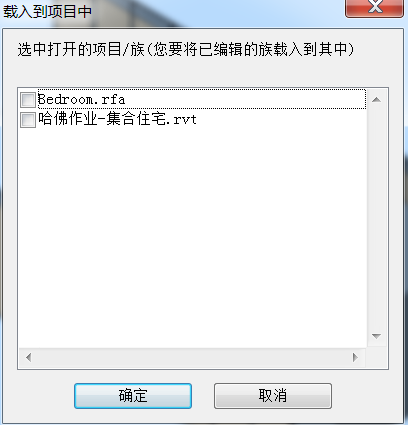 载入到项目中
选中打开的项目/族(您要将已编辑的族载入到其中)
Bedroom.rfa
哈佛作业-集合住宅.rvt
确定
取消